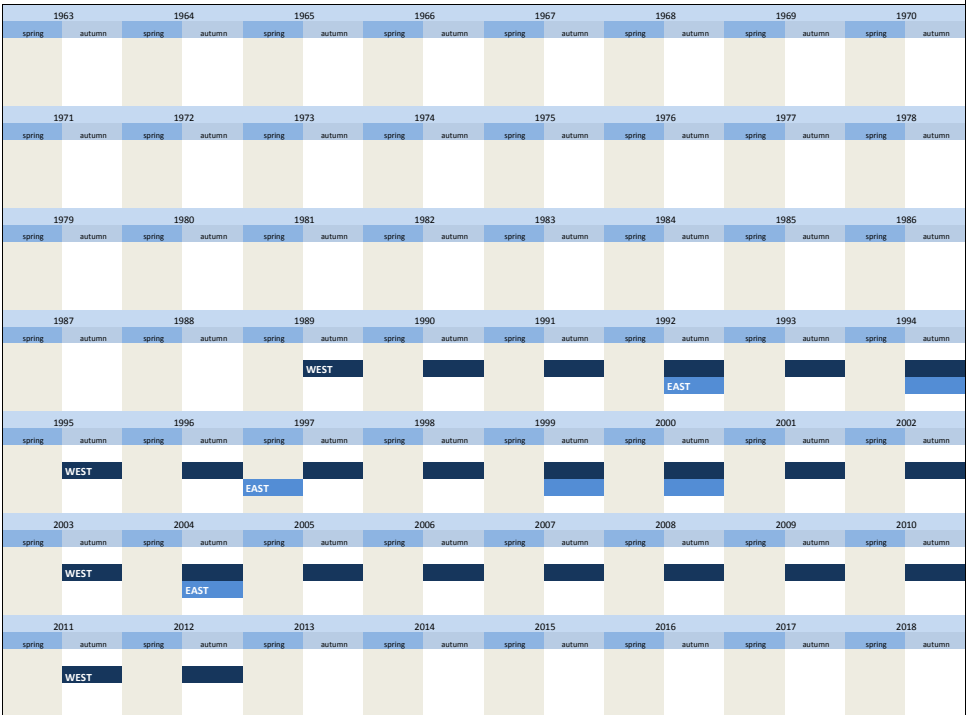 1963 1964 1965 1966 1967 1968 1969 1970
spring autumn spring autumn spring autumn spring autumn spring autumn spring autumn spring autumn spring autumn
1971 1972 1973 1974 1975 1976 1977 1978
spring autumn spring autumn spring autumn spring autumn spring autumn spring autumn spring autumn spring autumn
1979 1980 1981 1982 1983 1984 1985 1986
spring autumn spring autumn spring autumn spring autumn spring autumn spring autumn spring autumn spring autumn
1987 1988 1989 1990 1991 1992 1993 1994
spring autumn spring autumn spring autumn spring autumn spring autumn spring autumn spring autumn spring autumn
WEST
EAST
1995 1996 1997 1998 1999 2000 2001 2002
spring autumn spring autumn spring autumn spring autumn spring autumn spring autumn spring autumn spring autumn
WEST
EAST
2003 2004 2005 2006 2007 2008 2009 2010
spring autumn spring autumn spring autumn spring autumn spring autumn spring autumn spring autumn spring autumn
WEST
EAST
2011 2012 2013 2014 2015 2016 2017 2018
spring autumn spring autumn spring autumn spring autumn spring autumn spring autumn spring autumn spring autumn
WEST